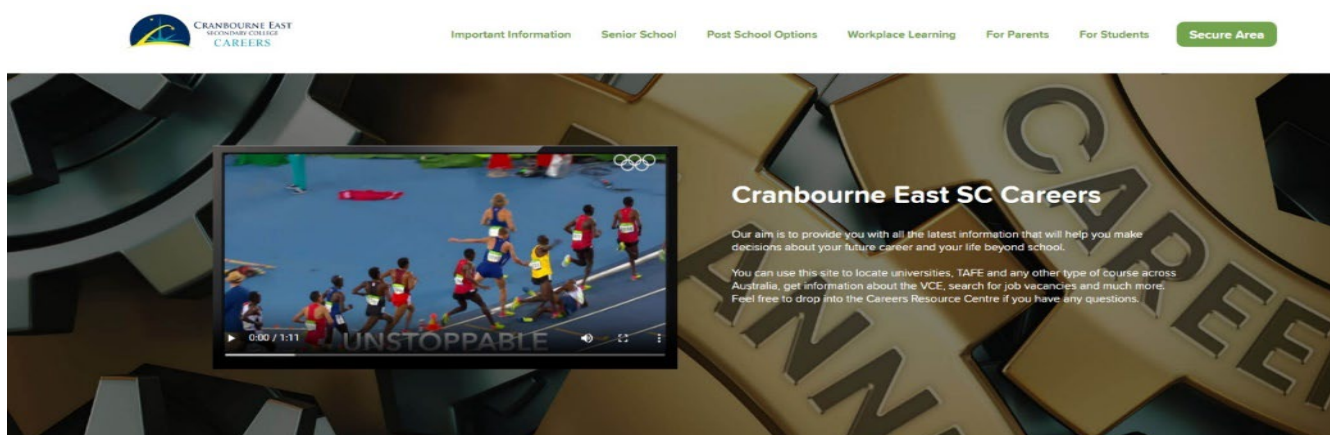 CRANBOURNE EAST
SECONDARY COLLEGE
CAREERS
Important Information
Senior School
Post School Options
Workplace Learning
For Parents
For Students
Secure Area
0:00 / 1:11
UNSTOPPABLE
Cranbourne East SC Careers
Our aim is to provide you with all the latest information that will help you make
decisions about your future career and your life beyond school.
You can use this site to locate universities, TAFE and any other type of course across
Australia, get information about the VCE, search for job vacancies and much more.
Feel free to drop into the Careers Resource Centre if you have any questions.
CAREE
ANN